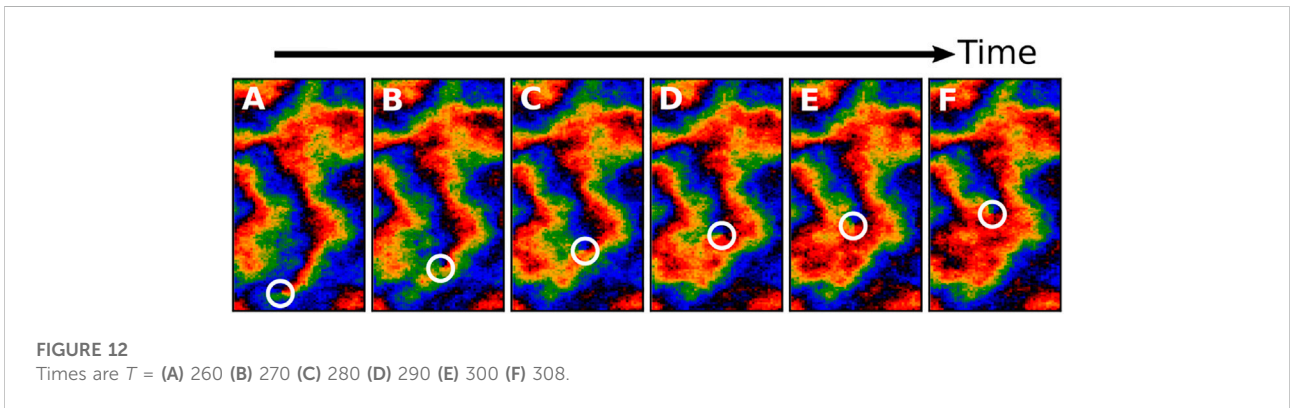 Time
A B C D E F
FIGURE 12
Times are T = (A) 260 (B) 270 (C) 280 (D) 290 (E) 300 (F) 308.